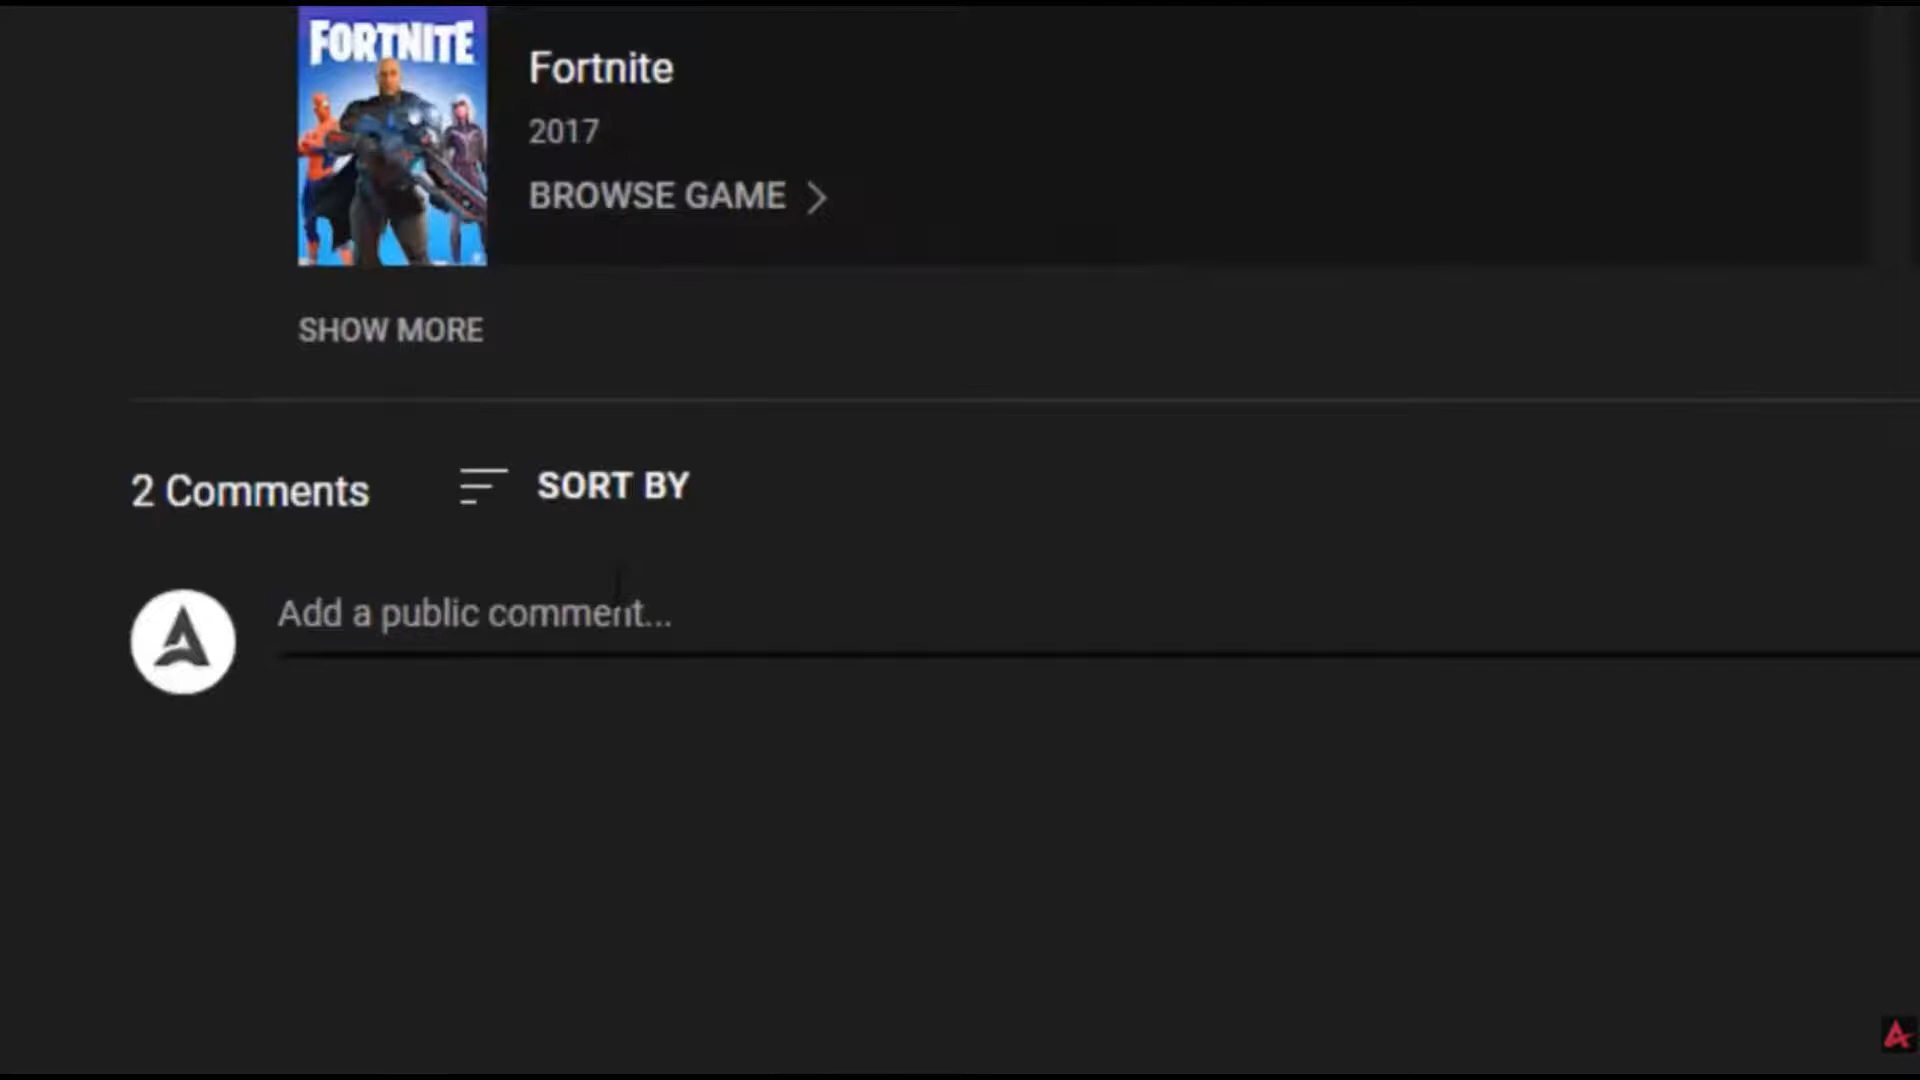 FORTNITE
Fortnite
2017
BROWSE GAME
SHOW MORE
2 Comments
SORT BY
Add a public comment...